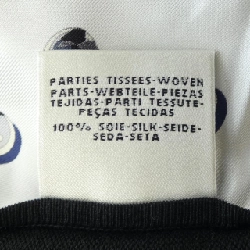 PARTIES TISSEES-WOVEN
PARTS-WEBTEILE-PIEZAS
TEJIDAS-PARTI TESSUTE-
PEÇAS TECIDAS
100% SOIE-SILK-SEIDE-
SEDA-SETA